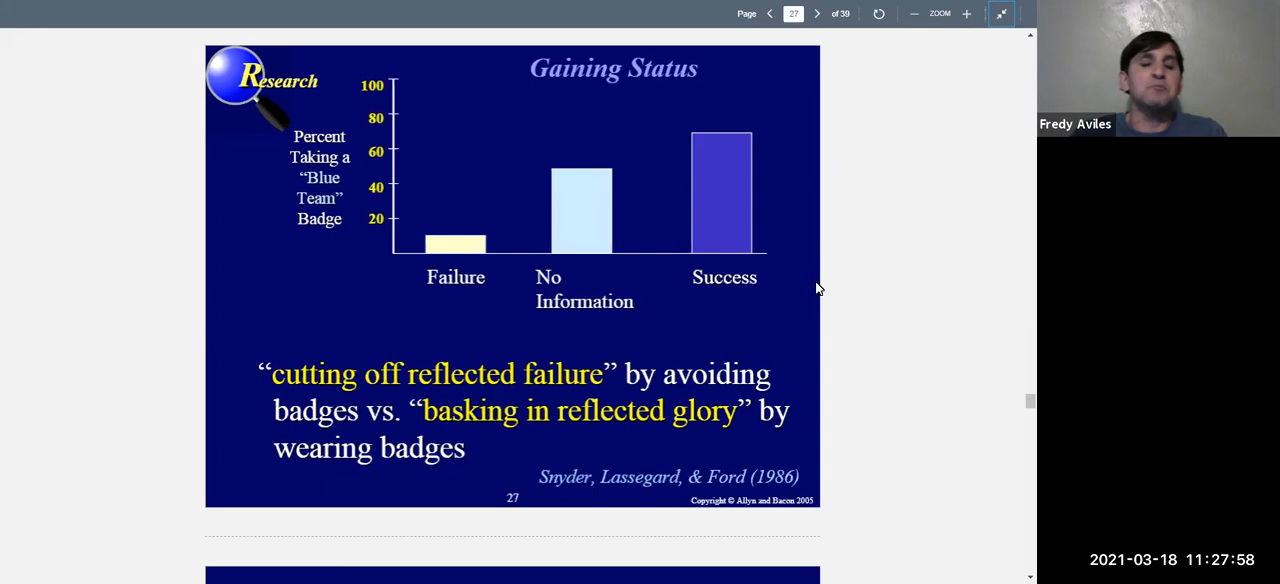 Page 27 of 39 ZOOM
Research
Gaining Status
100
80
60
40
20
Percent
Taking a
“Blue
Team”
Badge
Failure
No
Information
Success
“cutting off reflected failure” by avoiding
badges vs. “basking in reflected glory” by
wearing badges
Snyder, Lassegard, & Ford (1986)
27
Copyright © Allyn and Bacon 2005
Fredy Aviles
2021-03-18 11:27:58